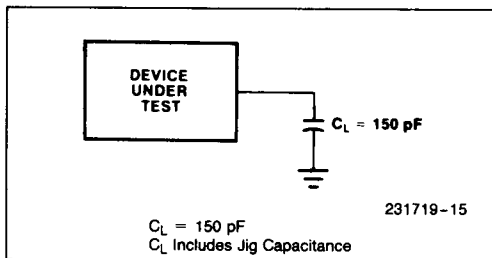 DEVICE
UNDER
TEST
C_L = 150 pF
231719-15
C_L = 150 pF
C_L Includes Jig Capacitance